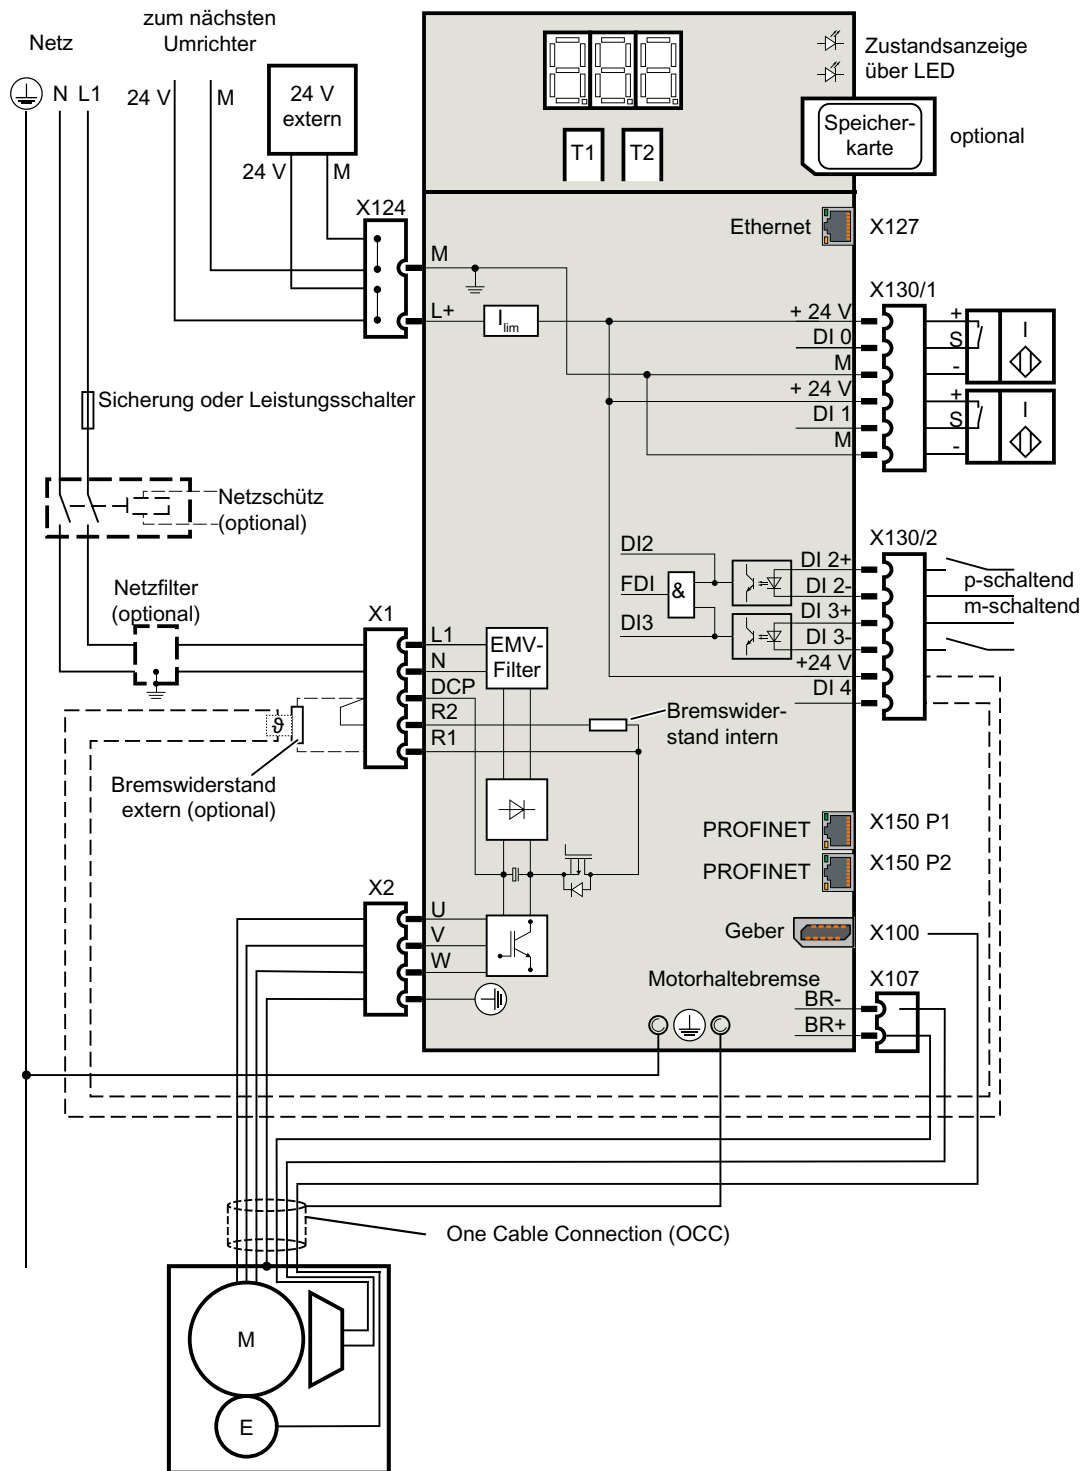 zum nächsten
Umrichter
Netz
N L1
24 V
M
24 V
extern
24 V
M
X124
T1
T2
Zustandsanzeige
über LED
Speicher-
karte
optional
Ethernet
X127
M
L+
I lim
X130/1
+ 24 V
DI 0
M
+ 24 V
DI 1
M
+
S
-
I
+
S
-
I
Sicherung oder Leistungsschalter
Netzschütz
(optional)
X130/2
DI2
FDI
&
DI3
DI 2+
DI 2-
DI 3+
DI 3-
+24 V
DI 4
p-schaltend
m-schaltend
Netzfilter
(optional)
X1
L1
N
DCP
R2
R1
EMV-
Filter
Bremswider-
stand intern
ϑ
Bremswiderstand
extern (optional)
PROFINET
X150 P1
PROFINET
X150 P2
X2
U
V
W
Geber
X100
Motorhaltebremse
X107
BR-
BR+
One Cable Connection (OCC)
M
E